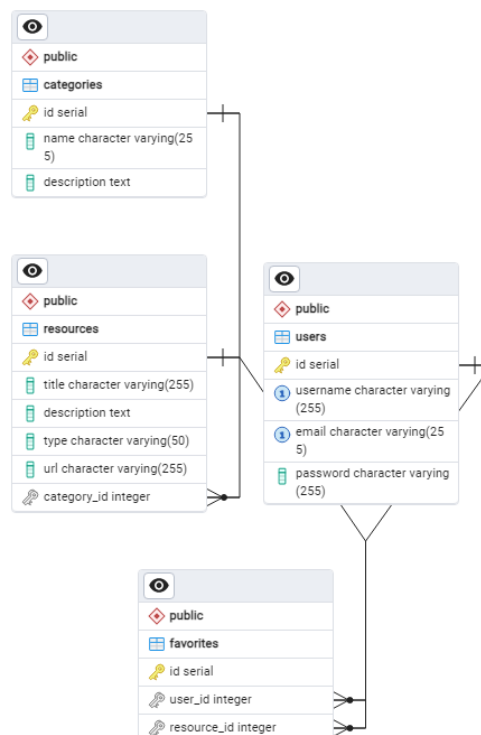 public
categories
id serial
name character varying(25
5)
description text
public
resources
id serial
title character varying(255)
description text
type character varying(50)
url character varying(255)
category_id integer
public
users
id serial
username character varying
(255)
email character varying(25
5)
password character varying
(255)
public
favorites
id serial
user_id integer
resource_id integer